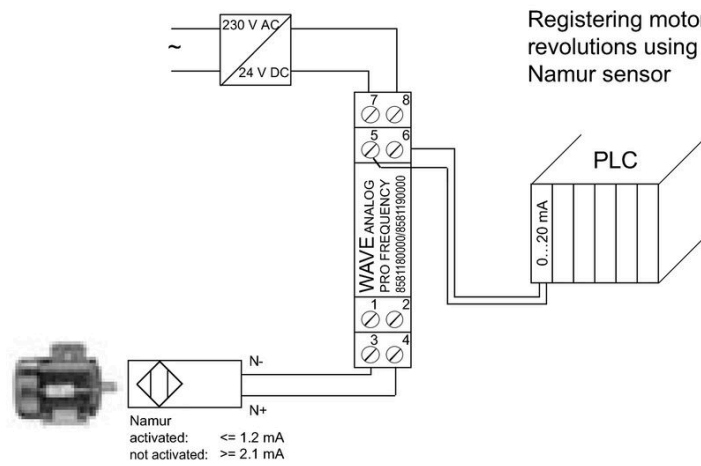 Registering motor
revolutions using
Namur sensor
230 V AC
~
24 V DC
7 8
5 6
PLC
0...20 mA
WAVE ANALOG
PRO FREQUENCY
8581180000/8581190000
1 2
3 4
N-
N+
Namur
activated: <= 1.2 mA
not activated: >= 2.1 mA